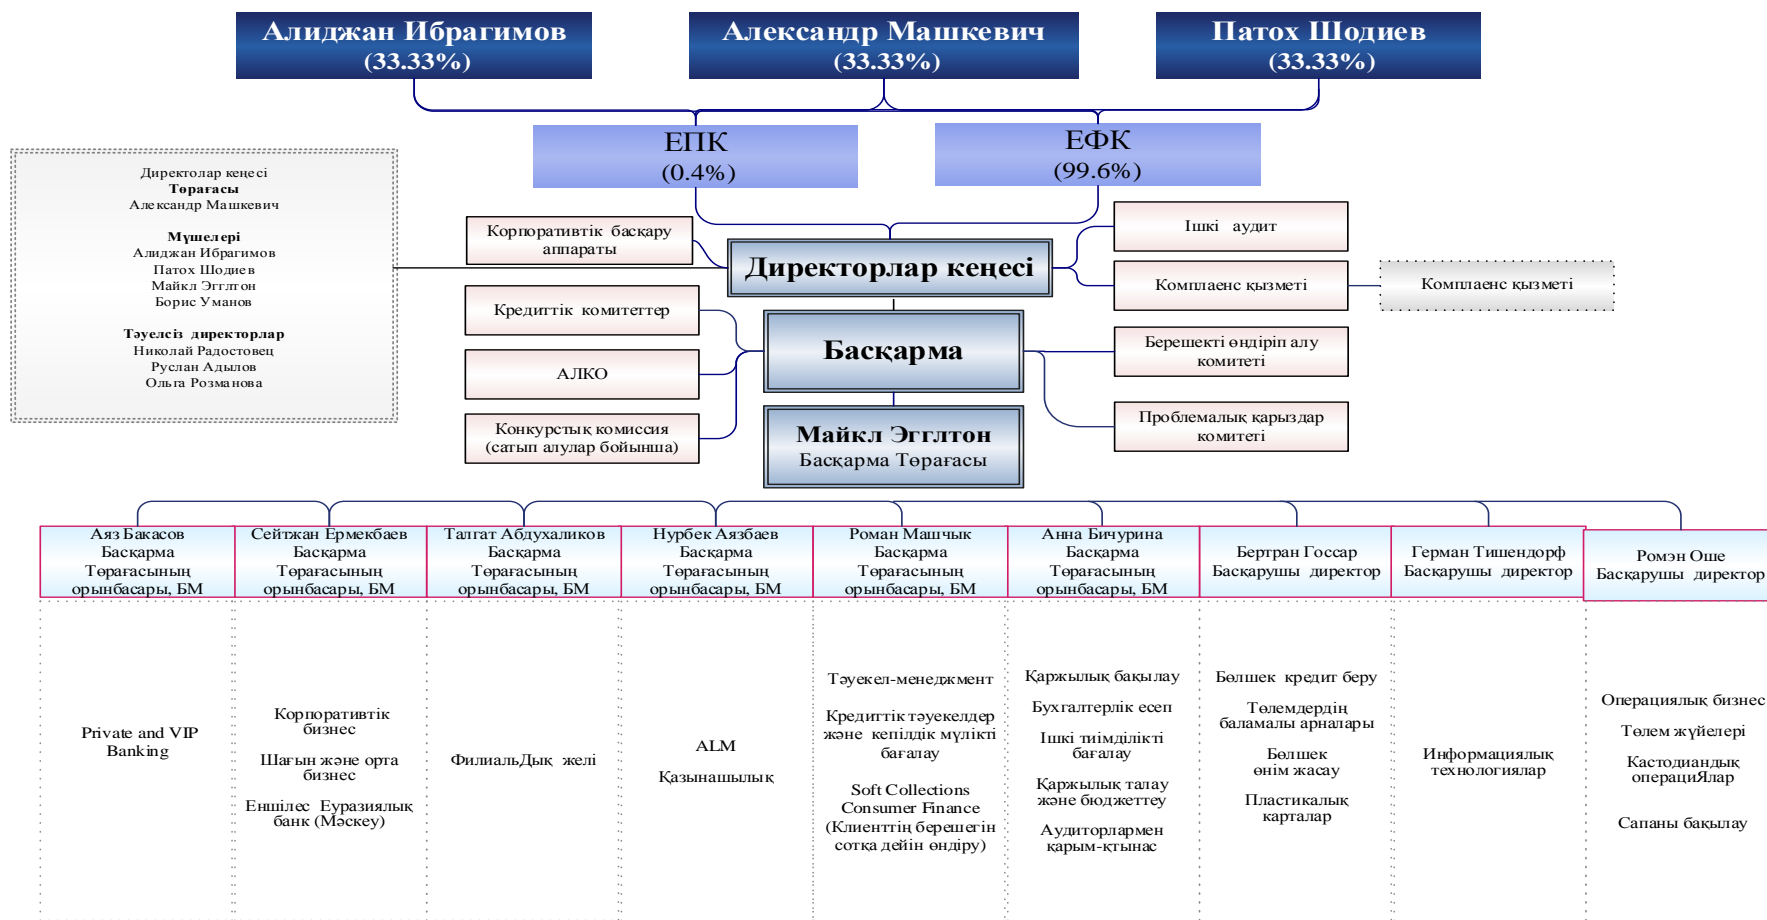 Алиджан Ибрагимов
(33.33%)
Александр Машкевич
(33.33%)
Патох Шодиев
(33.33%)
ЕПК
(0.4%)
ЕФК
(99.6%)
Директолар кеңесі
Төрағасы
Александр Машкевич
Мүшелері
Алиджан Ибрагимов
Патох Шодиев
Майкл Эгглтон
Борис Уманов
Тәуелсіз директорлар
Николай Радостовец
Руслан Адылов
Ольга Розманова
Корпоративтік басқару
аппараты
Директорлар кеңесі
Ішкі аудит
Комплаенс қызметі
Комплаенс қызметі
Кредиттік комитеттер
АЛКО
Конкурстық комиссия
(сатып алулар бойынша)
Басқарма
Берешекті өндіріп алу
комитеті
Проблемалық қарыздар
комитеті
Майкл Эгглтон
Басқарма Төрағасы
Аяз Бакасов
Басқарма
Төрағасының
орынбасары, БМ
Сейтжан Ермекбаев
Басқарма
Төрағасының
орынбасары, БМ
Талгат Абдухаликов
Басқарма
Төрағасының
орынбасары, БМ
Нурбек Аязбаев
Басқарма
Төрағасының
орынбасары, БМ
Роман Машчык
Басқарма
Төрағасының
орынбасары, БМ
Анна Бичурина
Басқарма
Төрағасының
орынбасары, БМ
Бертран Госсар
Басқарушы директор
Герман Тишендорф
Басқарушы директор
Ромэн Оше
Басқарушы директор
Private and VIP
Banking
Корпоративтік
бизнес
Шағын және орта
бизнес
Еншілес Еуразиялық
банк (Мәскеу)
ФилиальДық желі
ALM
Қазынашылық
Тәуекел-менеджмент
Кредиттік тәуекелдер
және кепілдік мүлікті
бағалау
Soft Collections
Consumer Finance
(Клиенттің берешегін
сотқа дейін өндіру)
Қаржылық бақылау
Бухгалтерлік есеп
Ішкі тиімділікті
бағалау
Қаржылық талау
және бюджеттеу
Аудиторлармен
қарым-қтынас
Бөлшек кредит беру
Төлемдердің
баламалы арналары
Бөлшек
өнім жасау
Пластикалық
карталар
Информациялық
технологиялар
Операциялық бизнес
Төлем жүйелері
Кастодиандық
операциЯлар
Сапаны бақылау